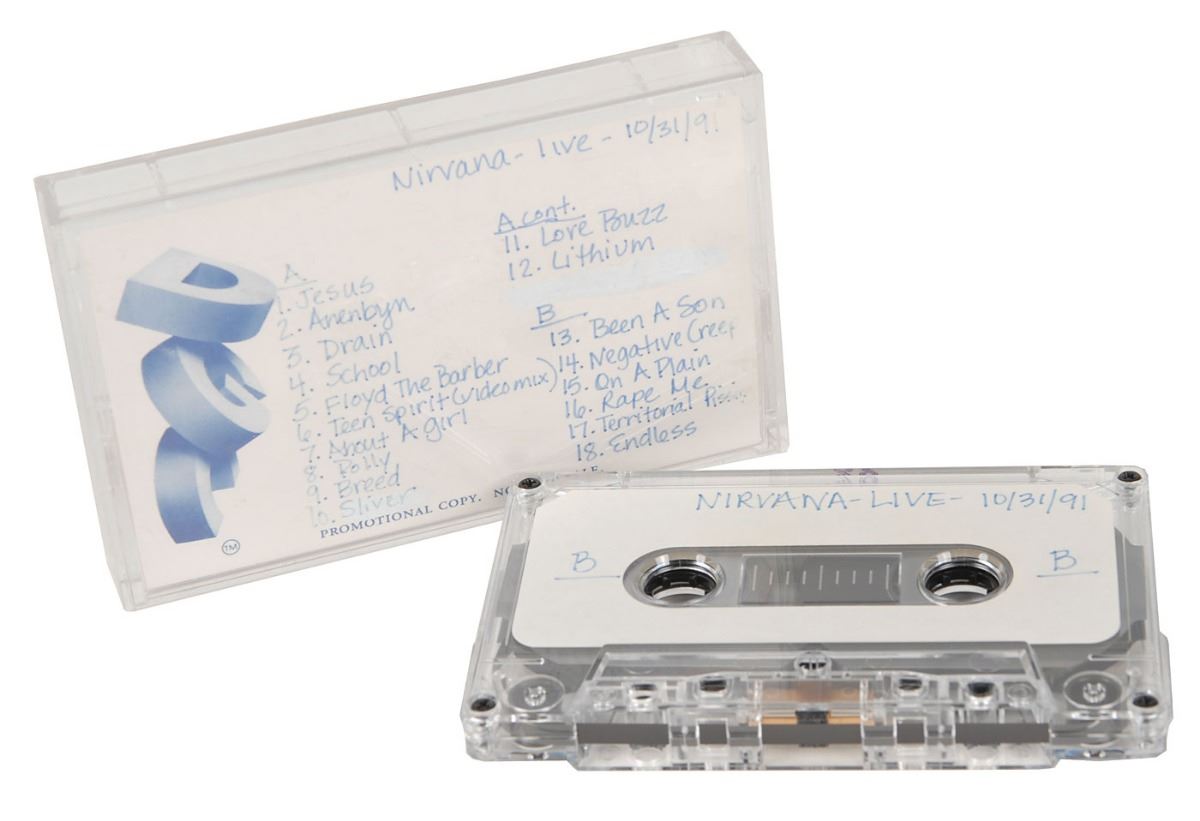 Nirvana - live - 10/31/91
A
1. Jesus
2. Anenbyn
3. Drain
4. School
5. Floyd The Barber
6. Teen Spirit (video mix)
7. About A girl
8. Polly
9. Breed
10. Sliver
A cont.
11. Love Buzz
12. Lithium
B
13. Been A Son
14. Negative Creep
15. On A Plain
16. Rape Me
17. Territorial
18. Endless
PROMOTIONAL COPY.
TM
NIRVANA-LIVE- 10/31/91
B B